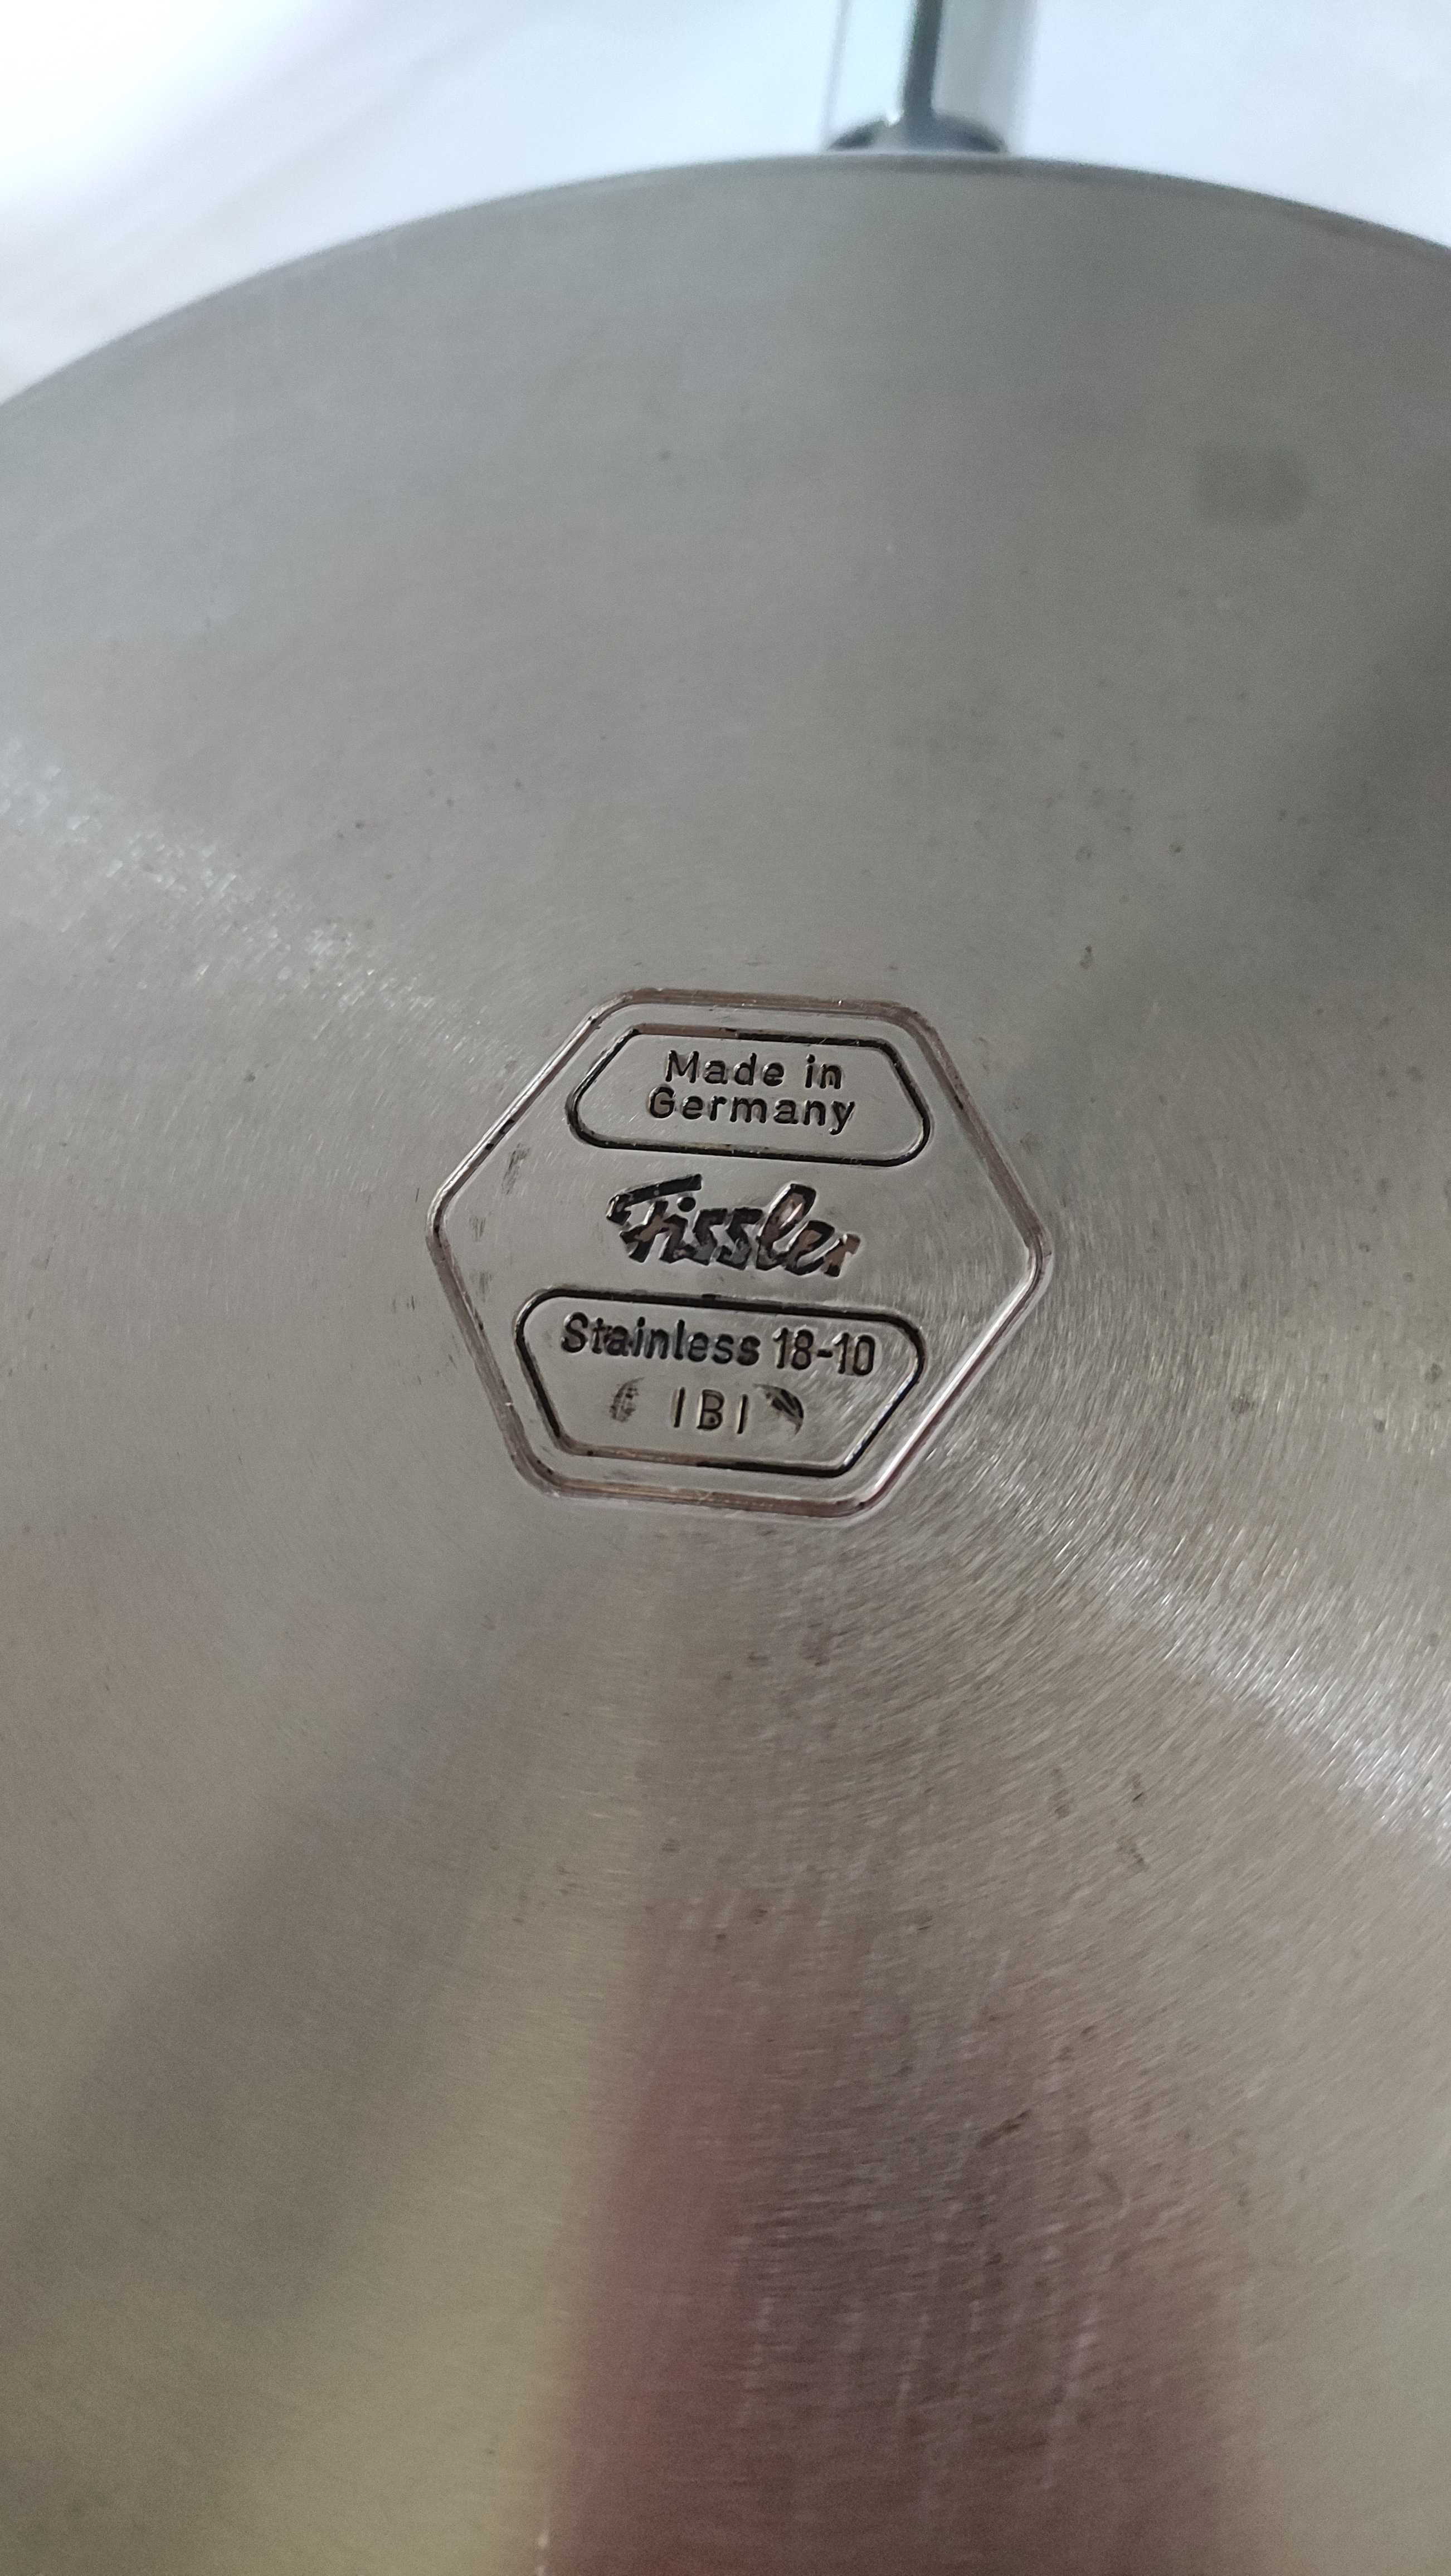 Made in
Germany
Fissler
Stainless 18-10
IBI